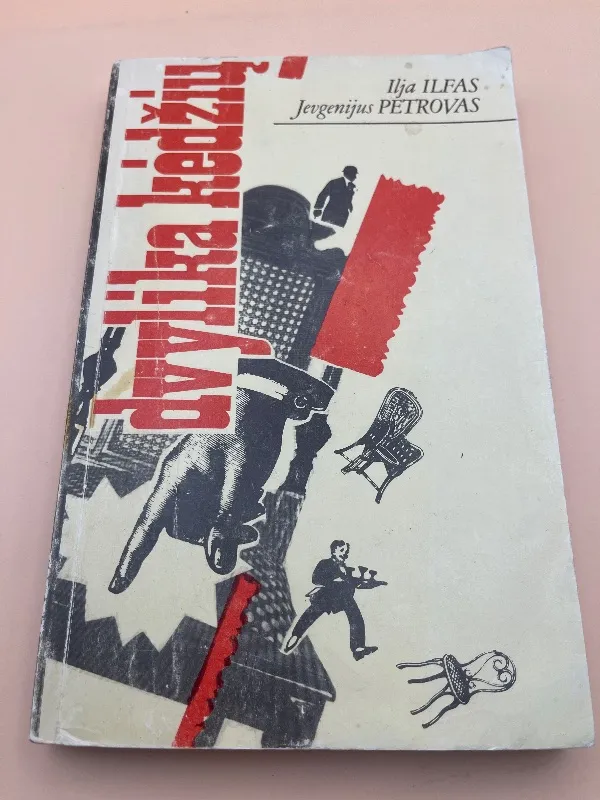 Ilja ILFAS
Jevgenijus PETROVAS
dvylika kėdžių